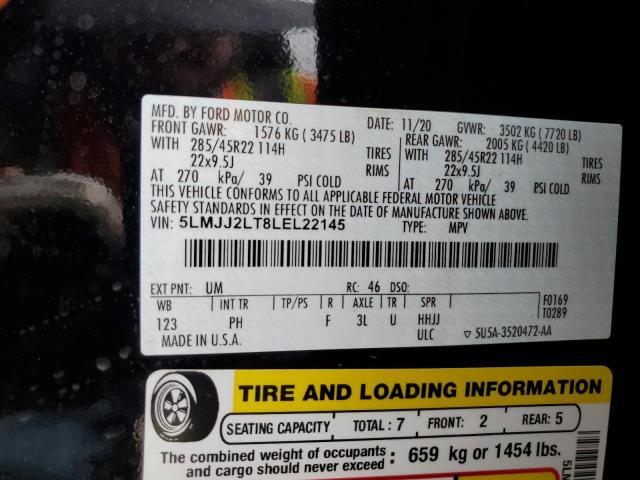 MFD. BY FORD MOTOR CO.
DATE: 11/20 GVWR: 3502 KG ( 7720 LB)
FRONT GAWR: 1576 KG ( 3475 LB)
REAR GAWR: 2005 KG ( 4420 LB)
WITH 285/45R22 114H TIRES
WITH 285/45R22 114H TIRES
22x9.5J RIMS
22x9.5J RIMS
AT 270 kPa/ 39 PSI COLD
AT 270 kPa/ 39 PSI COLD
THIS VEHICLE CONFORMS TO ALL APPLICABLE FEDERAL MOTOR VEHICLE
SAFETY STANDARDS IN EFFECT ON THE DATE OF MANUFACTURE SHOWN ABOVE.
VIN: 5LMJJ2LT8LEL22145 TYPE: MPV
EXT PNT: UM RC: 46 DSO:
WB INT TR TP/PS R AXLE TR SPR F0169
T0289
123 PH F 3L U HHJJ
MADE IN U.S.A. ULC ▽ 5U5A-3520472-AA
TIRE AND LOADING INFORMATION
SEATING CAPACITY TOTAL : 7 FRONT: 2 REAR: 5
The combined weight of occupants and cargo should never exceed : 659 kg or 1454 lbs.
5LN